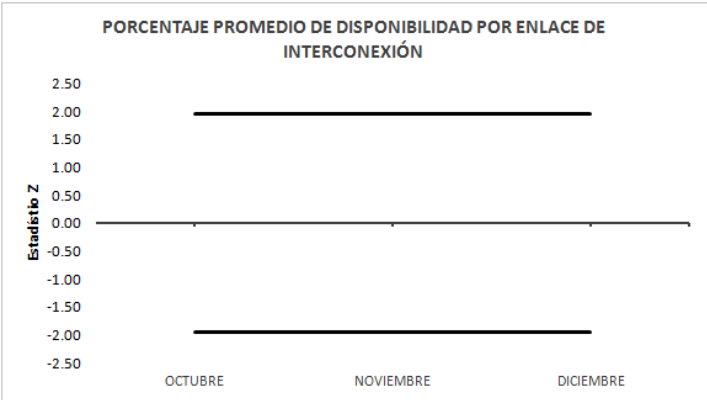 PORCENTAJE PROMEDIO DE DISPONIBILIDAD POR ENLACE DE
INTERCONEXIÓN
2.50
2.00
1.50
1.00
0.50
0.00
-0.50
-1.00
-1.50
-2.00
-2.50
Estadístio Z
OCTUBRE
NOVIEMBRE
DICIEMBRE